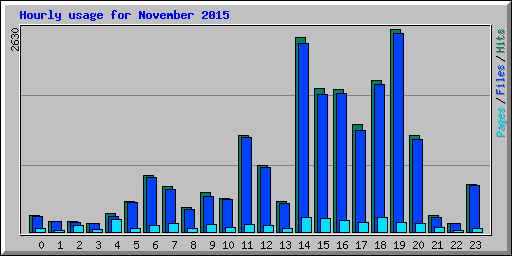 Hourly usage for November 2015
2630
Pages / Files / Hits
0 1 2 3 4 5 6 7 8 9 10 11 12 13 14 15 16 17 18 19 20 21 22 23